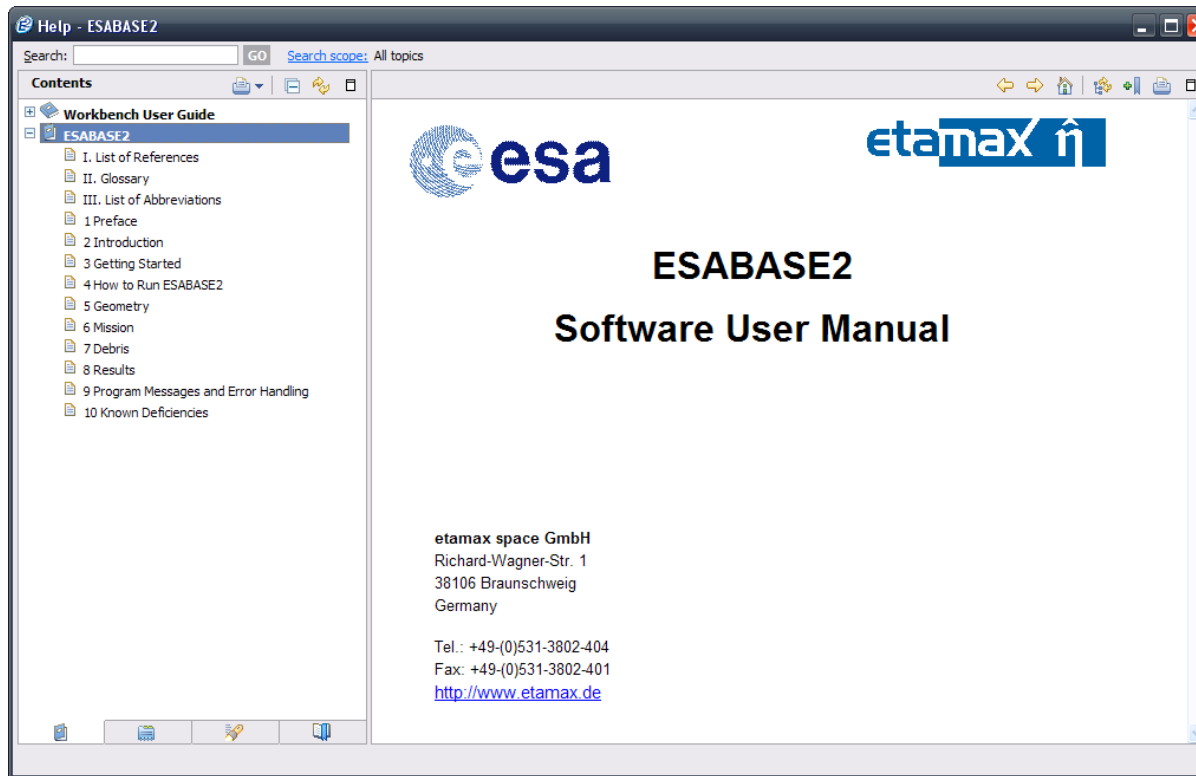 Help - ESABASE2
Search: GO Search scope: All topics
Contents
Workbench User Guide
ESABASE2
I. List of References
II. Glossary
III. List of Abbreviations
1 Preface
2 Introduction
3 Getting Started
4 How to Run ESABASE2
5 Geometry
6 Mission
7 Debris
8 Results
9 Program Messages and Error Handling
10 Known Deficiencies
esa
etamax n̂
ESABASE2
Software User Manual
etamax space GmbH
Richard-Wagner-Str. 1
38106 Braunschweig
Germany
Tel.: +49-(0)531-3802-404
Fax: +49-(0)531-3802-401
http://www.etamax.de